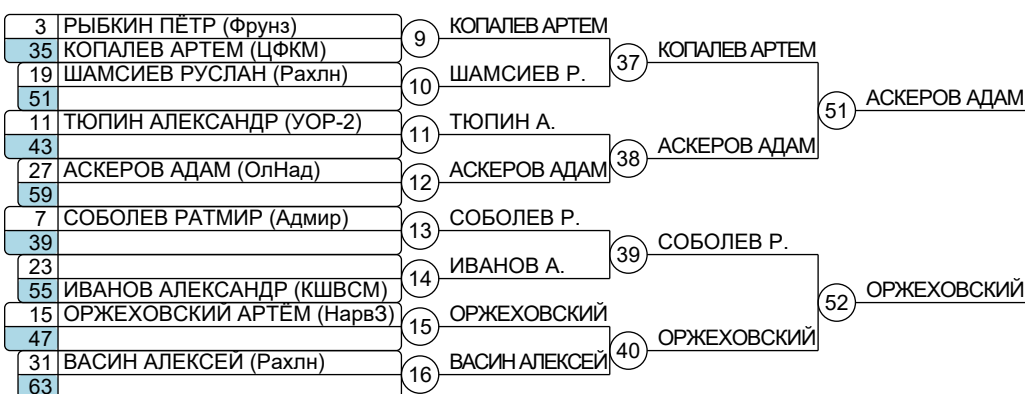 3 РЫБКИН ПЁТР (Фрунз)
35 КОПАЛЕВ АРТЕМ (ЦФКМ)
19 ШАМСИЕВ РУСЛАН (Рахлн)
51
11 ТЮПИН АЛЕКСАНДР (УОР-2)
43
27 АСКЕРОВ АДАМ (ОлНад)
59
7 СОБОЛЕВ РАТМИР (Адмир)
39
23
55 ИВАНОВ АЛЕКСАНДР (КШВСМ)
15 ОРЖЕХОВСКИЙ АРТЁМ (НарвЗ)
47
31 ВАСИН АЛЕКСЕЙ (Рахлн)
63
9 КОПАЛЕВ АРТЕМ
10 ШАМСИЕВ Р.
11 ТЮПИН А.
12 АСКЕРОВ АДАМ
13 СОБОЛЕВ Р.
14 ИВАНОВ А.
15 ОРЖЕХОВСКИЙ
16 ВАСИН АЛЕКСЕЙ
37 КОПАЛЕВ АРТЕМ
38 АСКЕРОВ АДАМ
39 СОБОЛЕВ Р.
40 ОРЖЕХОВСКИЙ
51 АСКЕРОВ АДАМ
52 ОРЖЕХОВСКИЙ